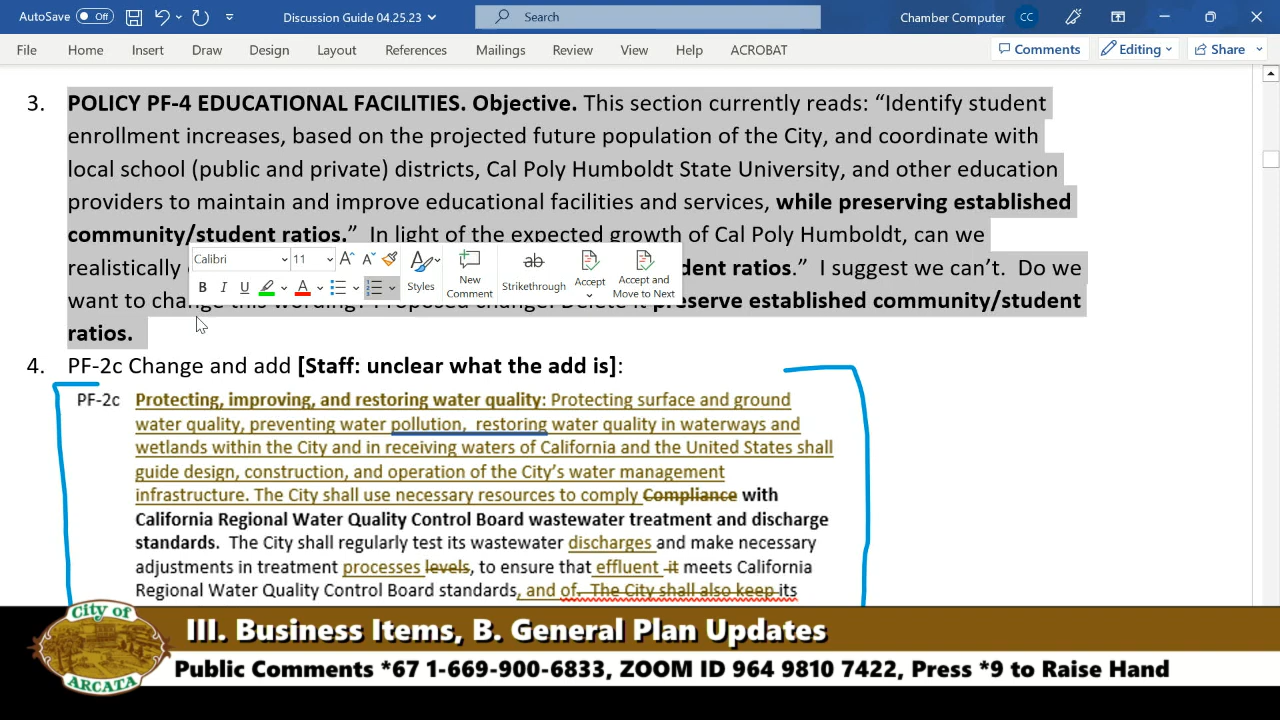 AutoSave Off Discussion Guide 04.25.23 Search Chamber Computer CC
File Home Insert Draw Design Layout References Mailings Review View Help ACROBAT Comments Editing Share
3. POLICY PF-4 EDUCATIONAL FACILITIES. Objective. This section currently reads: “Identify student
enrollment increases, based on the projected future population of the City, and coordinate with
local school (public and private) districts, Cal Poly Humboldt State University, and other education
providers to maintain and improve educational facilities and services, while preserving established
community/student ratios.” In light of the expected growth of Cal Poly Humboldt, can we
realistically dent ratios.” I suggest we can’t. Do we
want to change this wording? Proposed change: Delete it preserve established community/student
ratios.
Calibri 11 A A
B I U A
Styles
New
Comment
ab
Strikethrough
Accept
Accept and
Move to Next
4. PF-2c Change and add [Staff: unclear what the add is]:
PF-2c Protecting, improving, and restoring water quality: Protecting surface and ground
water quality, preventing water pollution, restoring water quality in waterways and
wetlands within the City and in receiving waters of California and the United States shall
guide design, construction, and operation of the City’s water management
infrastructure. The City shall use necessary resources to comply Compliance with
California Regional Water Quality Control Board wastewater treatment and discharge
standards. The City shall regularly test its wastewater discharges and make necessary
adjustments in treatment processes levels, to ensure that effluent it meets California
Regional Water Quality Control Board standards, and of. The City shall also keep its
City of
ARCATA
III. Business Items, B. General Plan Updates
Public Comments *67 1-669-900-6833, ZOOM ID 964 9810 7422, Press *9 to Raise Hand